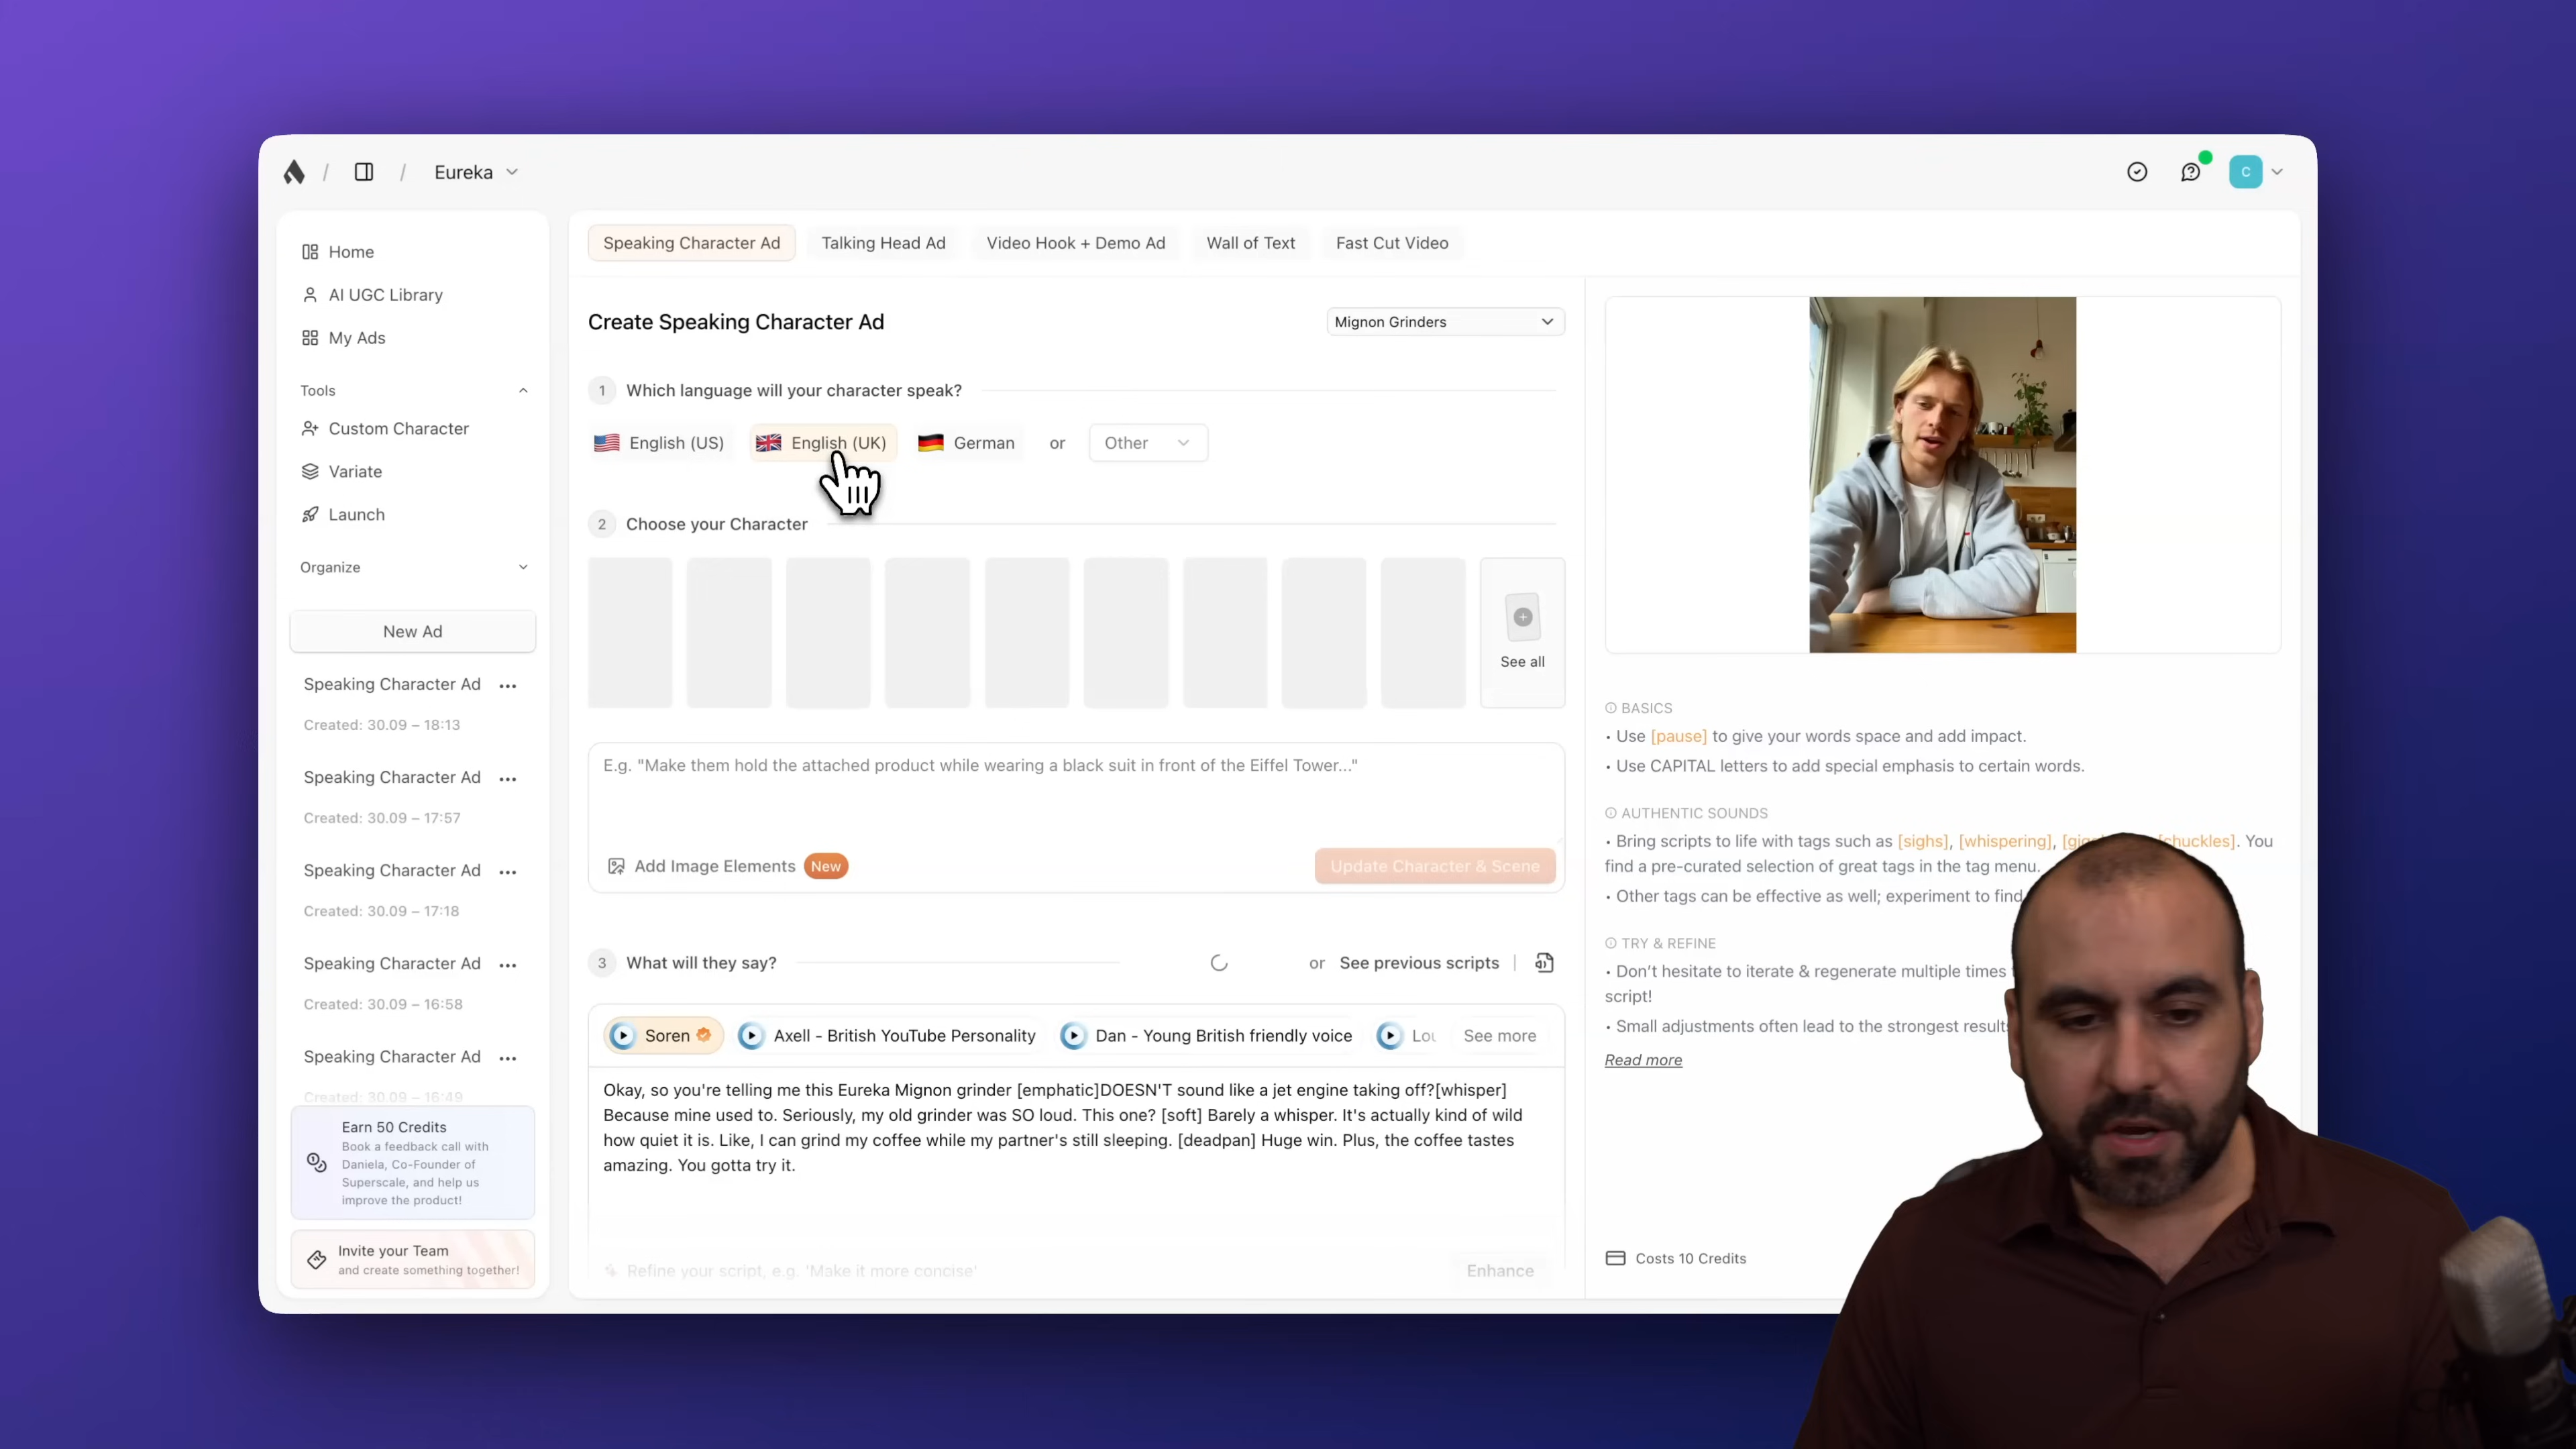 Eureka
C
Home
AI UGC Library
My Ads
Tools
Custom Character
Variate
Launch
Organize
New Ad
Speaking Character Ad
Created: 30.09 – 18:13
Speaking Character Ad
Created: 30.09 – 17:57
Speaking Character Ad
Created: 30.09 – 17:18
Speaking Character Ad
Created: 30.09 – 16:58
Speaking Character Ad
Created: 30.09 – 16:49
Earn 50 Credits
Book a feedback call with
Daniela, Co-Founder of
Superscale, and help us
improve the product!
Invite your Team
and create something together!
Speaking Character Ad
Talking Head Ad
Video Hook + Demo Ad
Wall of Text
Fast Cut Video
Create Speaking Character Ad
Mignon Grinders
1 Which language will your character speak?
English (US)
English (UK)
German
or
Other
2 Choose your Character
See all
E.g. "Make them hold the attached product while wearing a black suit in front of the Eiffel Tower..."
Add Image Elements New
Update Character & Scene
3 What will they say?
or See previous scripts
Soren
Axell - British YouTube Personality
Dan - Young British friendly voice
See more
Okay, so you're telling me this Eureka Mignon grinder [emphatic]DOESN'T sound like a jet engine taking off?[whisper]
Because mine used to. Seriously, my old grinder was SO loud. This one? [soft] Barely a whisper. It's actually kind of wild
how quiet it is. Like, I can grind my coffee while my partner's still sleeping. [deadpan] Huge win. Plus, the coffee tastes
amazing. You gotta try it.
Refine your script, e.g. 'Make it more concise'
Enhance
BASICS
• Use [pause] to give your words space and add impact.
• Use CAPITAL letters to add special emphasis to certain words.
AUTHENTIC SOUNDS
• Bring scripts to life with tags such as [sighs], [whispering], chuckles]. You
find a pre-curated selection of great tags in the tag menu.
• Other tags can be effective as well; experiment to find
TRY & REFINE
• Don't hesitate to iterate & regenerate multiple times
script!
• Small adjustments often lead to the strongest results
Read more
Costs 10 Credits